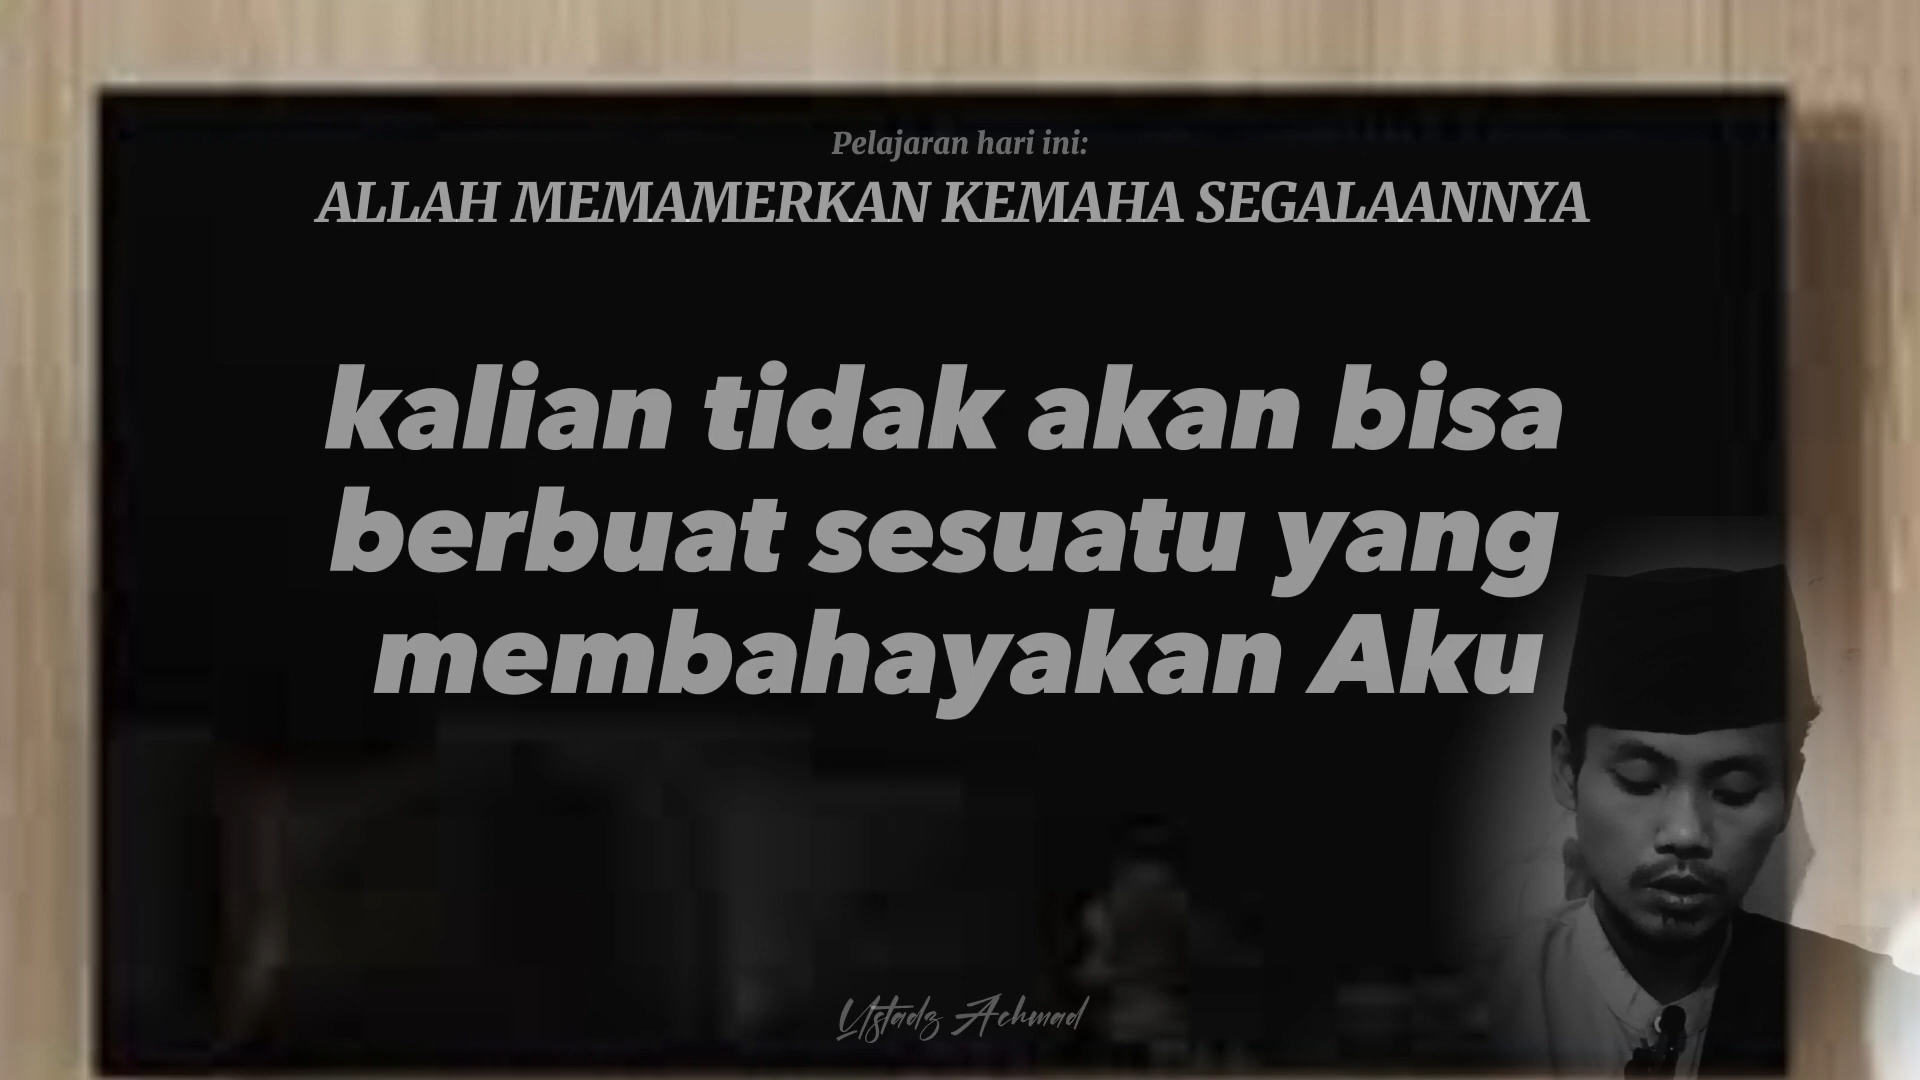 Pelajaran hari ini:
ALLAH MEMAMERKAN KEMAHA SEGALAANNYA
kalian tidak akan bisa
berbuat sesuatu yang
membahayakan Aku
Ustadz Achmad